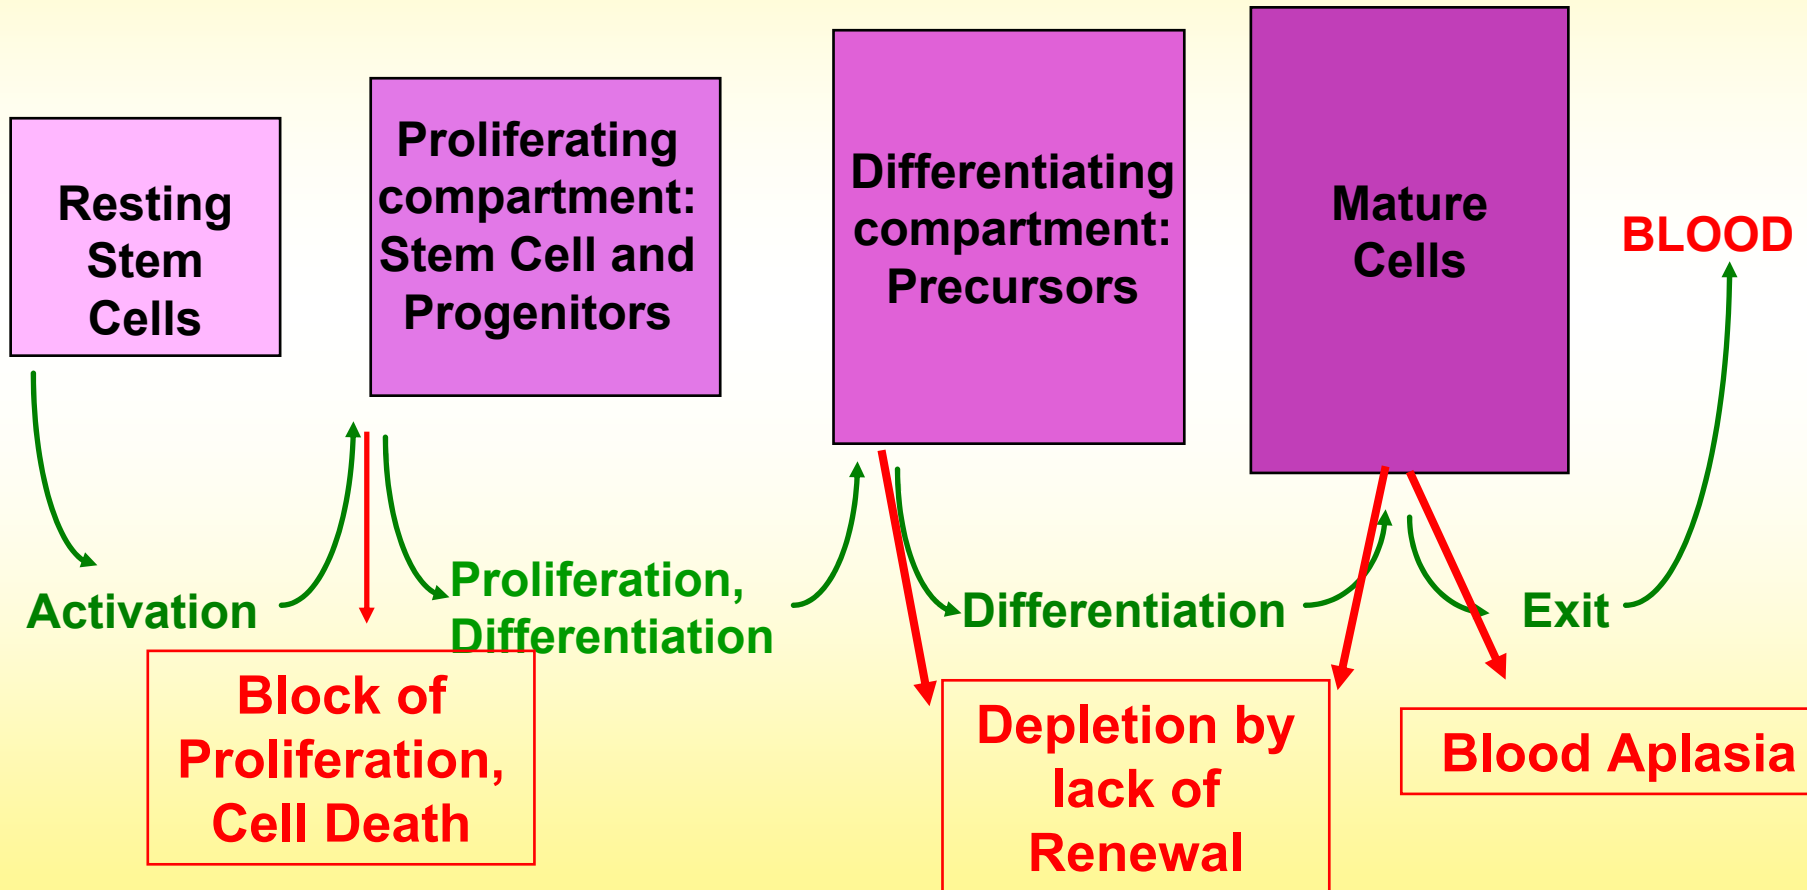 Resting
Stem
Cells
Proliferating
compartment:
Stem Cell and
Progenitors
Differentiating
compartment:
Precursors
Mature
Cells
BLOOD
Activation
Proliferation,
Differentiation
Differentiation
Exit
Block of
Proliferation,
Cell Death
Depletion by
lack of
Renewal
Blood Aplasia